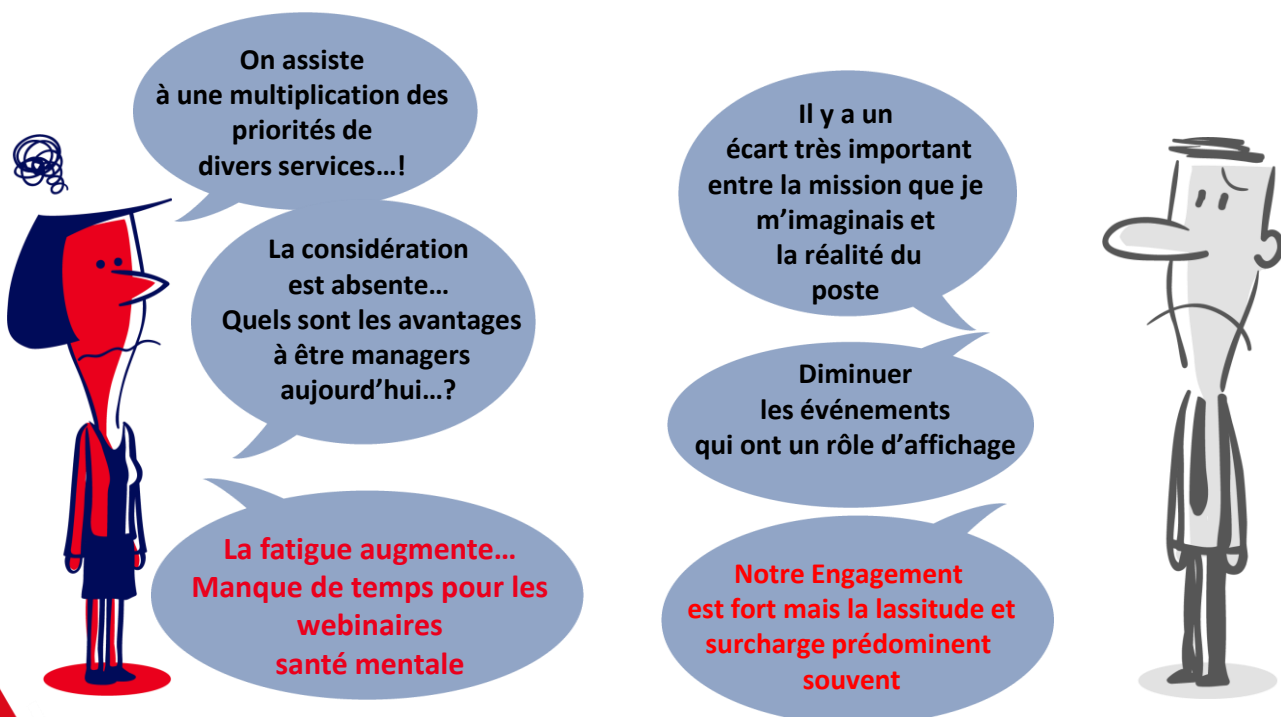 On assiste
à une multiplication des
priorités de
divers services…!
La considération
est absente…
Quels sont les avantages
à être managers
aujourd’hui…?
La fatigue augmente…
Manque de temps pour les
webinaires
santé mentale
Il y a un
écart très important
entre la mission que je
m’imaginais et
la réalité du
poste
Diminuer
les événements
qui ont un rôle d’affichage
Notre Engagement
est fort mais la lassitude et
surcharge prédominent
souvent